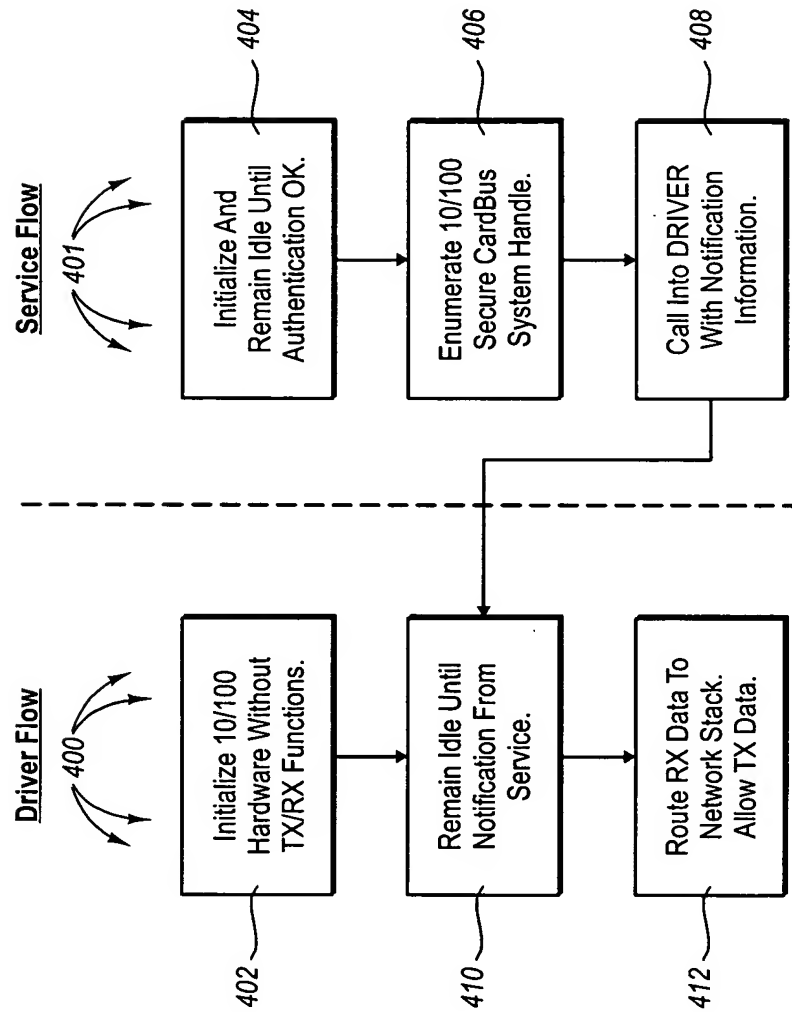 Driver Flow
400
Initialize 10/100
Hardware Without
TX/RX Functions.
402
Remain Idle Until
Notification From
Service.
410
Route RX Data To
Network Stack.
Allow TX Data.
412
Service Flow
401
Initialize And
Remain Idle Until
Authentication OK.
404
Enumerate 10/100
Secure CardBus
System Handle.
406
Call Into DRIVER
With Notification
Information.
408